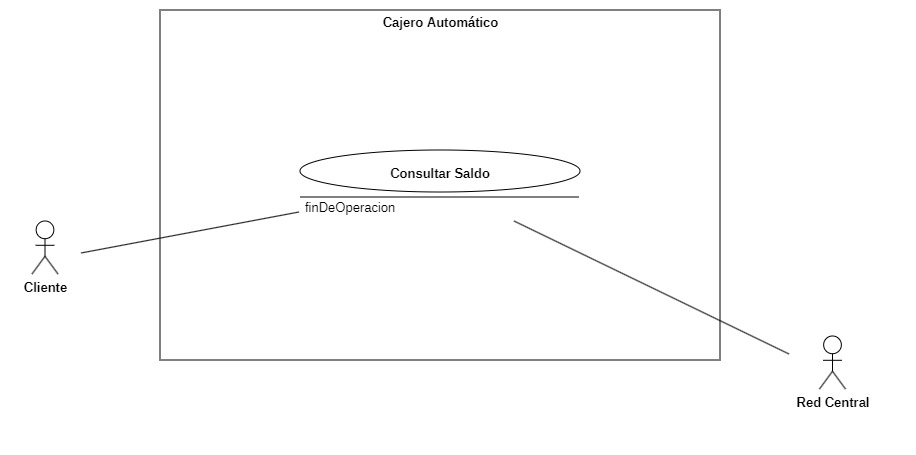 Cajero Automático
Consultar Saldo
finDeOperacion
Cliente
Red Central